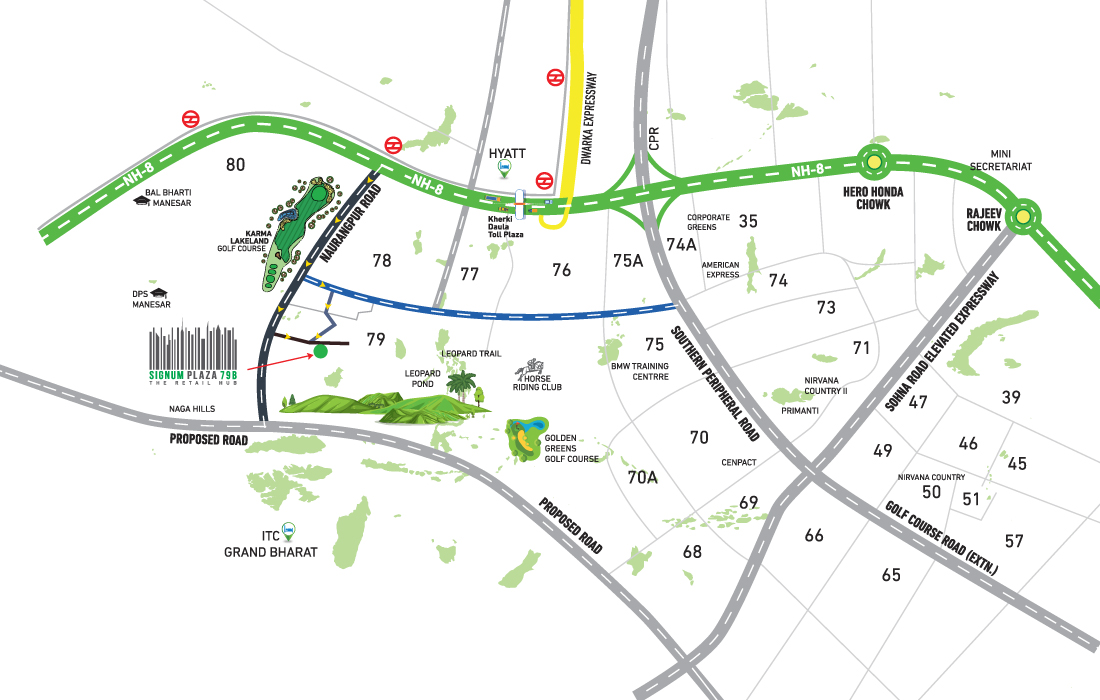 HYATT
DWARKA EXPRESSWAY
CPR
80
NH-8
NH-8
NH-8
BAL BHARTI
MANESAR
MINI
SECRETARIAT
HERO HONDA
CHOWK
RAJEEV
CHOWK
Kherki
Daula
Toll Plaza
KARMA
LAKELAND
GOLF COURSE
NAURANGPUR ROAD
CORPORATE
GREENS
35
74A
78
77
76
75A
AMERICAN
EXPRESS
74
73
DPS
MANESAR
SIGNUM PLAZA 79B
THE RETAIL HUB
79
75
71
LEOPARD TRAIL
LEOPARD
POND
HORSE
RIDING CLUB
BMW TRAINING
CENTRRE
SOUTHERN PERIPHERAL ROAD
SOHNA ROAD ELEVATED EXPRESSWAY
NIRVANA
COUNTRY II
PRIMANTI
47
39
NAGA HILLS
PROPOSED ROAD
GOLDEN
GREENS
GOLF COURSE
70
CENPACT
49
46
45
70A
NIRVANA COUNTRY
50
51
69
PROPOSED ROAD
GOLF COURSE ROAD (EXTN.)
ITC
GRAND BHARAT
68
66
57
65